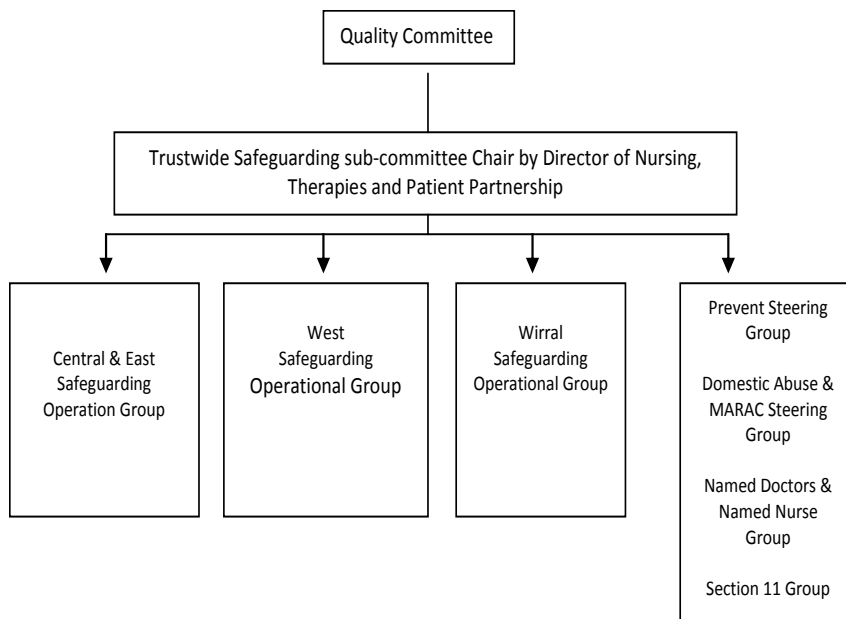 Quality Committee
Trustwide Safeguarding sub-committee Chair by Director of Nursing,
Therapies and Patient Partnership
Central & East
Safeguarding
Operation Group
West
Safeguarding
Operational Group
Wirral
Safeguarding
Operational Group
Prevent Steering
Group
Domestic Abuse &
MARAC Steering
Group
Named Doctors &
Named Nurse
Group
Section 11 Group